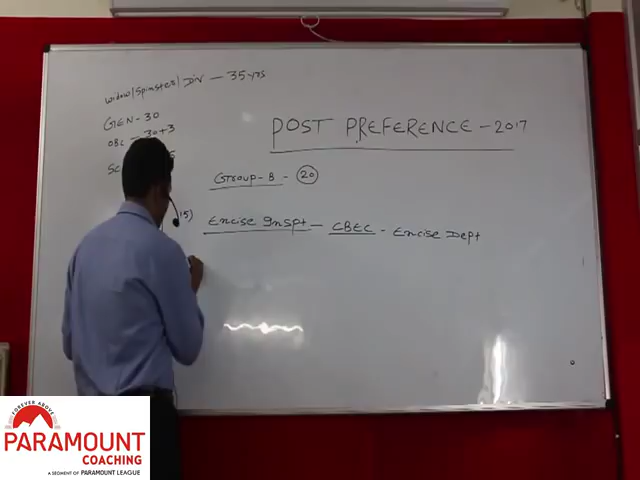 widow/Spinster/Div - 35 yrs
GEN - 30
OBC - 30+3
POST PREFERENCE - 2017
Group-B - 20
15)
Excise Inspt - CBEC - Excise Dept
FOREVER ABOVE
PARAMOUNT
COACHING
A SEGMENT OF PARAMOUNT LEAGUE